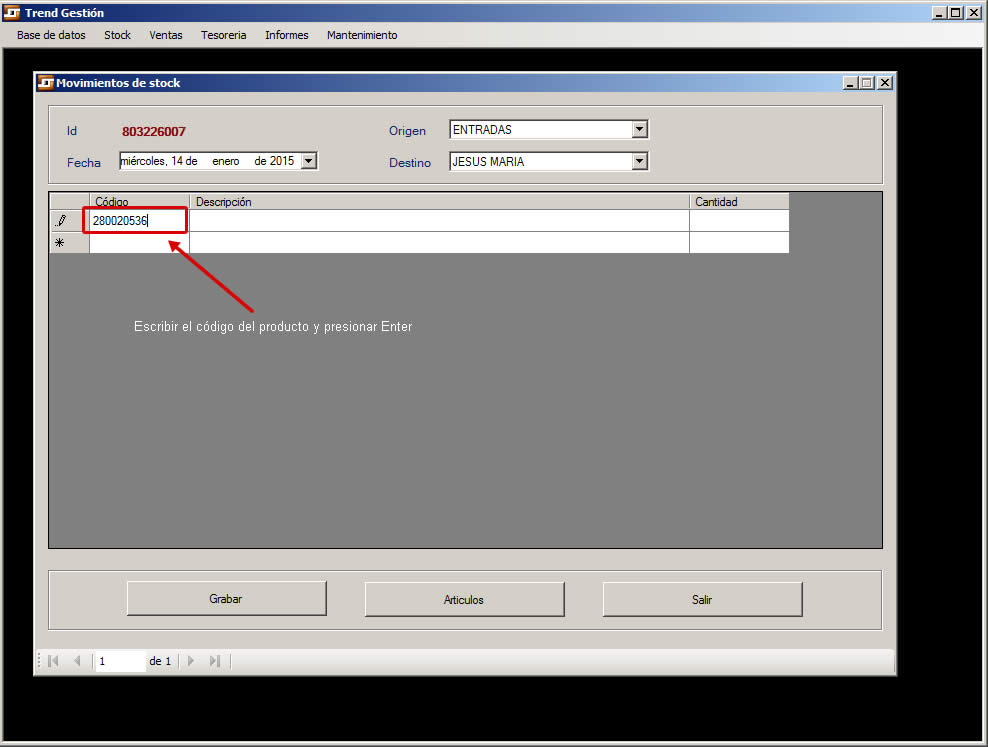 Trend Gestión
Base de datos Stock Ventas Tesoreria Informes Mantenimiento
Movimientos de stock
Id 803226007 Origen ENTRADAS
Fecha miércoles, 14 de enero de 2015 Destino JESUS MARIA
Código Descripción Cantidad
280020536
Escribir el código del producto y presionar Enter
Grabar Articulos Salir
1 de 1